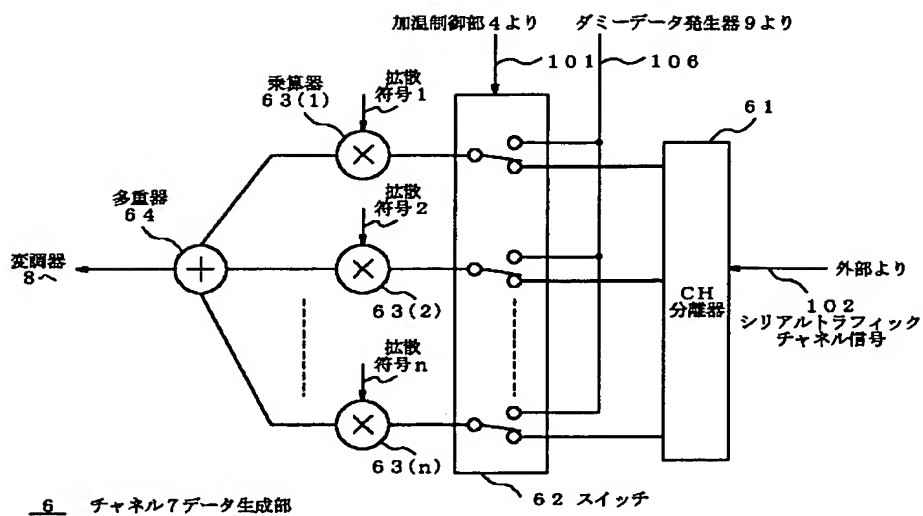 加温制御部4より
ダミーデータ発生器9より
101
106
乗算器
63(1)
拡散
符号1
61
多重器
64
拡散
符号2
変調器
8へ
外部より
63(2)
CH
分離器
102
シリアルトラフィック
チャネル信号
拡散
符号n
63(n)
62 スイッチ
6 チャネル7データ生成部